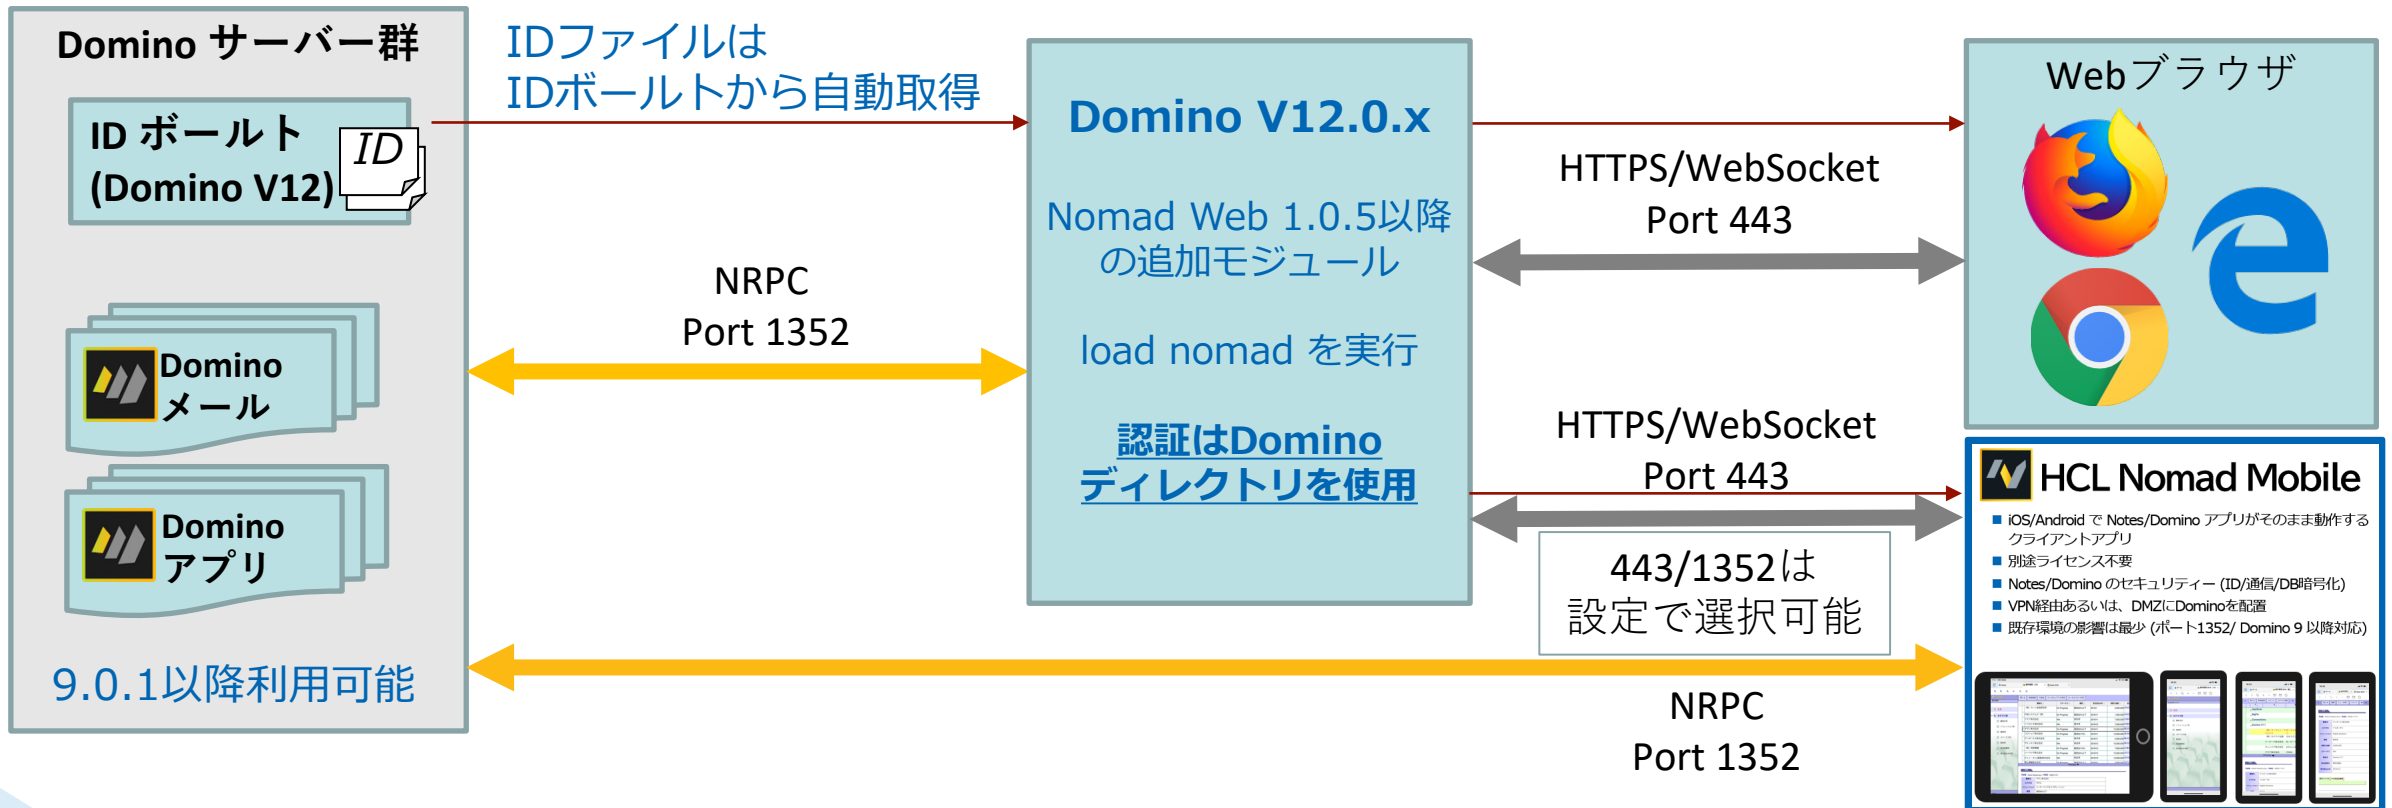 Domino サーバー群
ID ボールト
(Domino V12)
ID
Domino
メール
Domino
アプリ
9.0.1以降利用可能
IDファイルは
IDボールトから自動取得
NRPC
Port 1352
Domino V12.0.x
Nomad Web 1.0.5以降
の追加モジュール
load nomad を実行
認証はDomino
ディレクトリを使用
HTTPS/WebSocket
Port 443
HTTPS/WebSocket
Port 443
443/1352は
設定で選択可能
NRPC
Port 1352
Webブラウザ
HCL Nomad Mobile
■ iOS/Android で Notes/Domino アプリがそのまま動作する
クライアントアプリ
■ 別途ライセンス不要
■ Notes/Domino のセキュリティー (ID/通信/DB暗号化)
■ VPN経由あるいは、DMZにDominoを配置
■ 既存環境の影響は最少 (ポート1352/ Domino 9 以降対応)